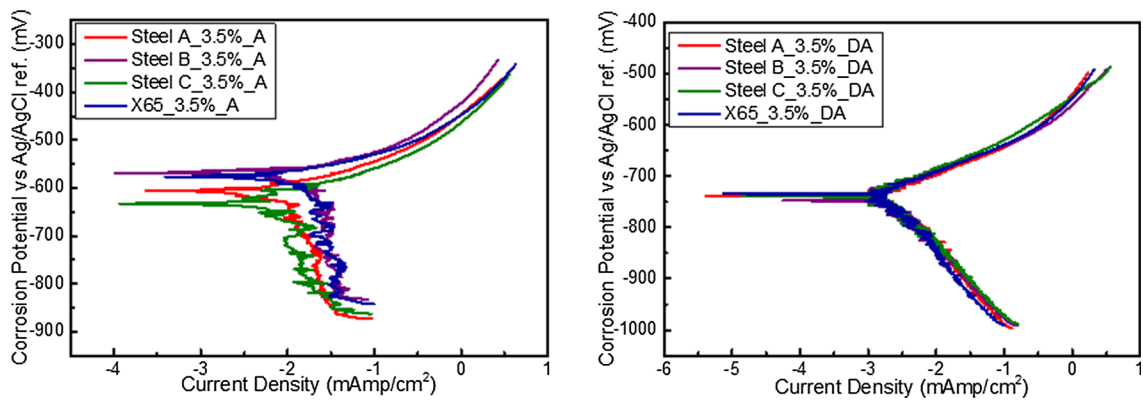 Corrosion Potential vs Ag/AgCl ref. (mV)
-300
-400
-500
-600
-700
-800
-900
Steel A_3.5%_A
Steel B_3.5%_A
Steel C_3.5%_A
X65_3.5%_A
-4 -3 -2 -1 0 1
Current Density (mAmp/cm²)
Corrosion Potential vs Ag/AgCl ref. (mV)
-400
-500
-600
-700
-800
-900
-1000
Steel A_3.5%_DA
Steel B_3.5%_DA
Steel C_3.5%_DA
X65_3.5%_DA
-6 -5 -4 -3 -2 -1 0 1
Current Density (mAmp/cm²)